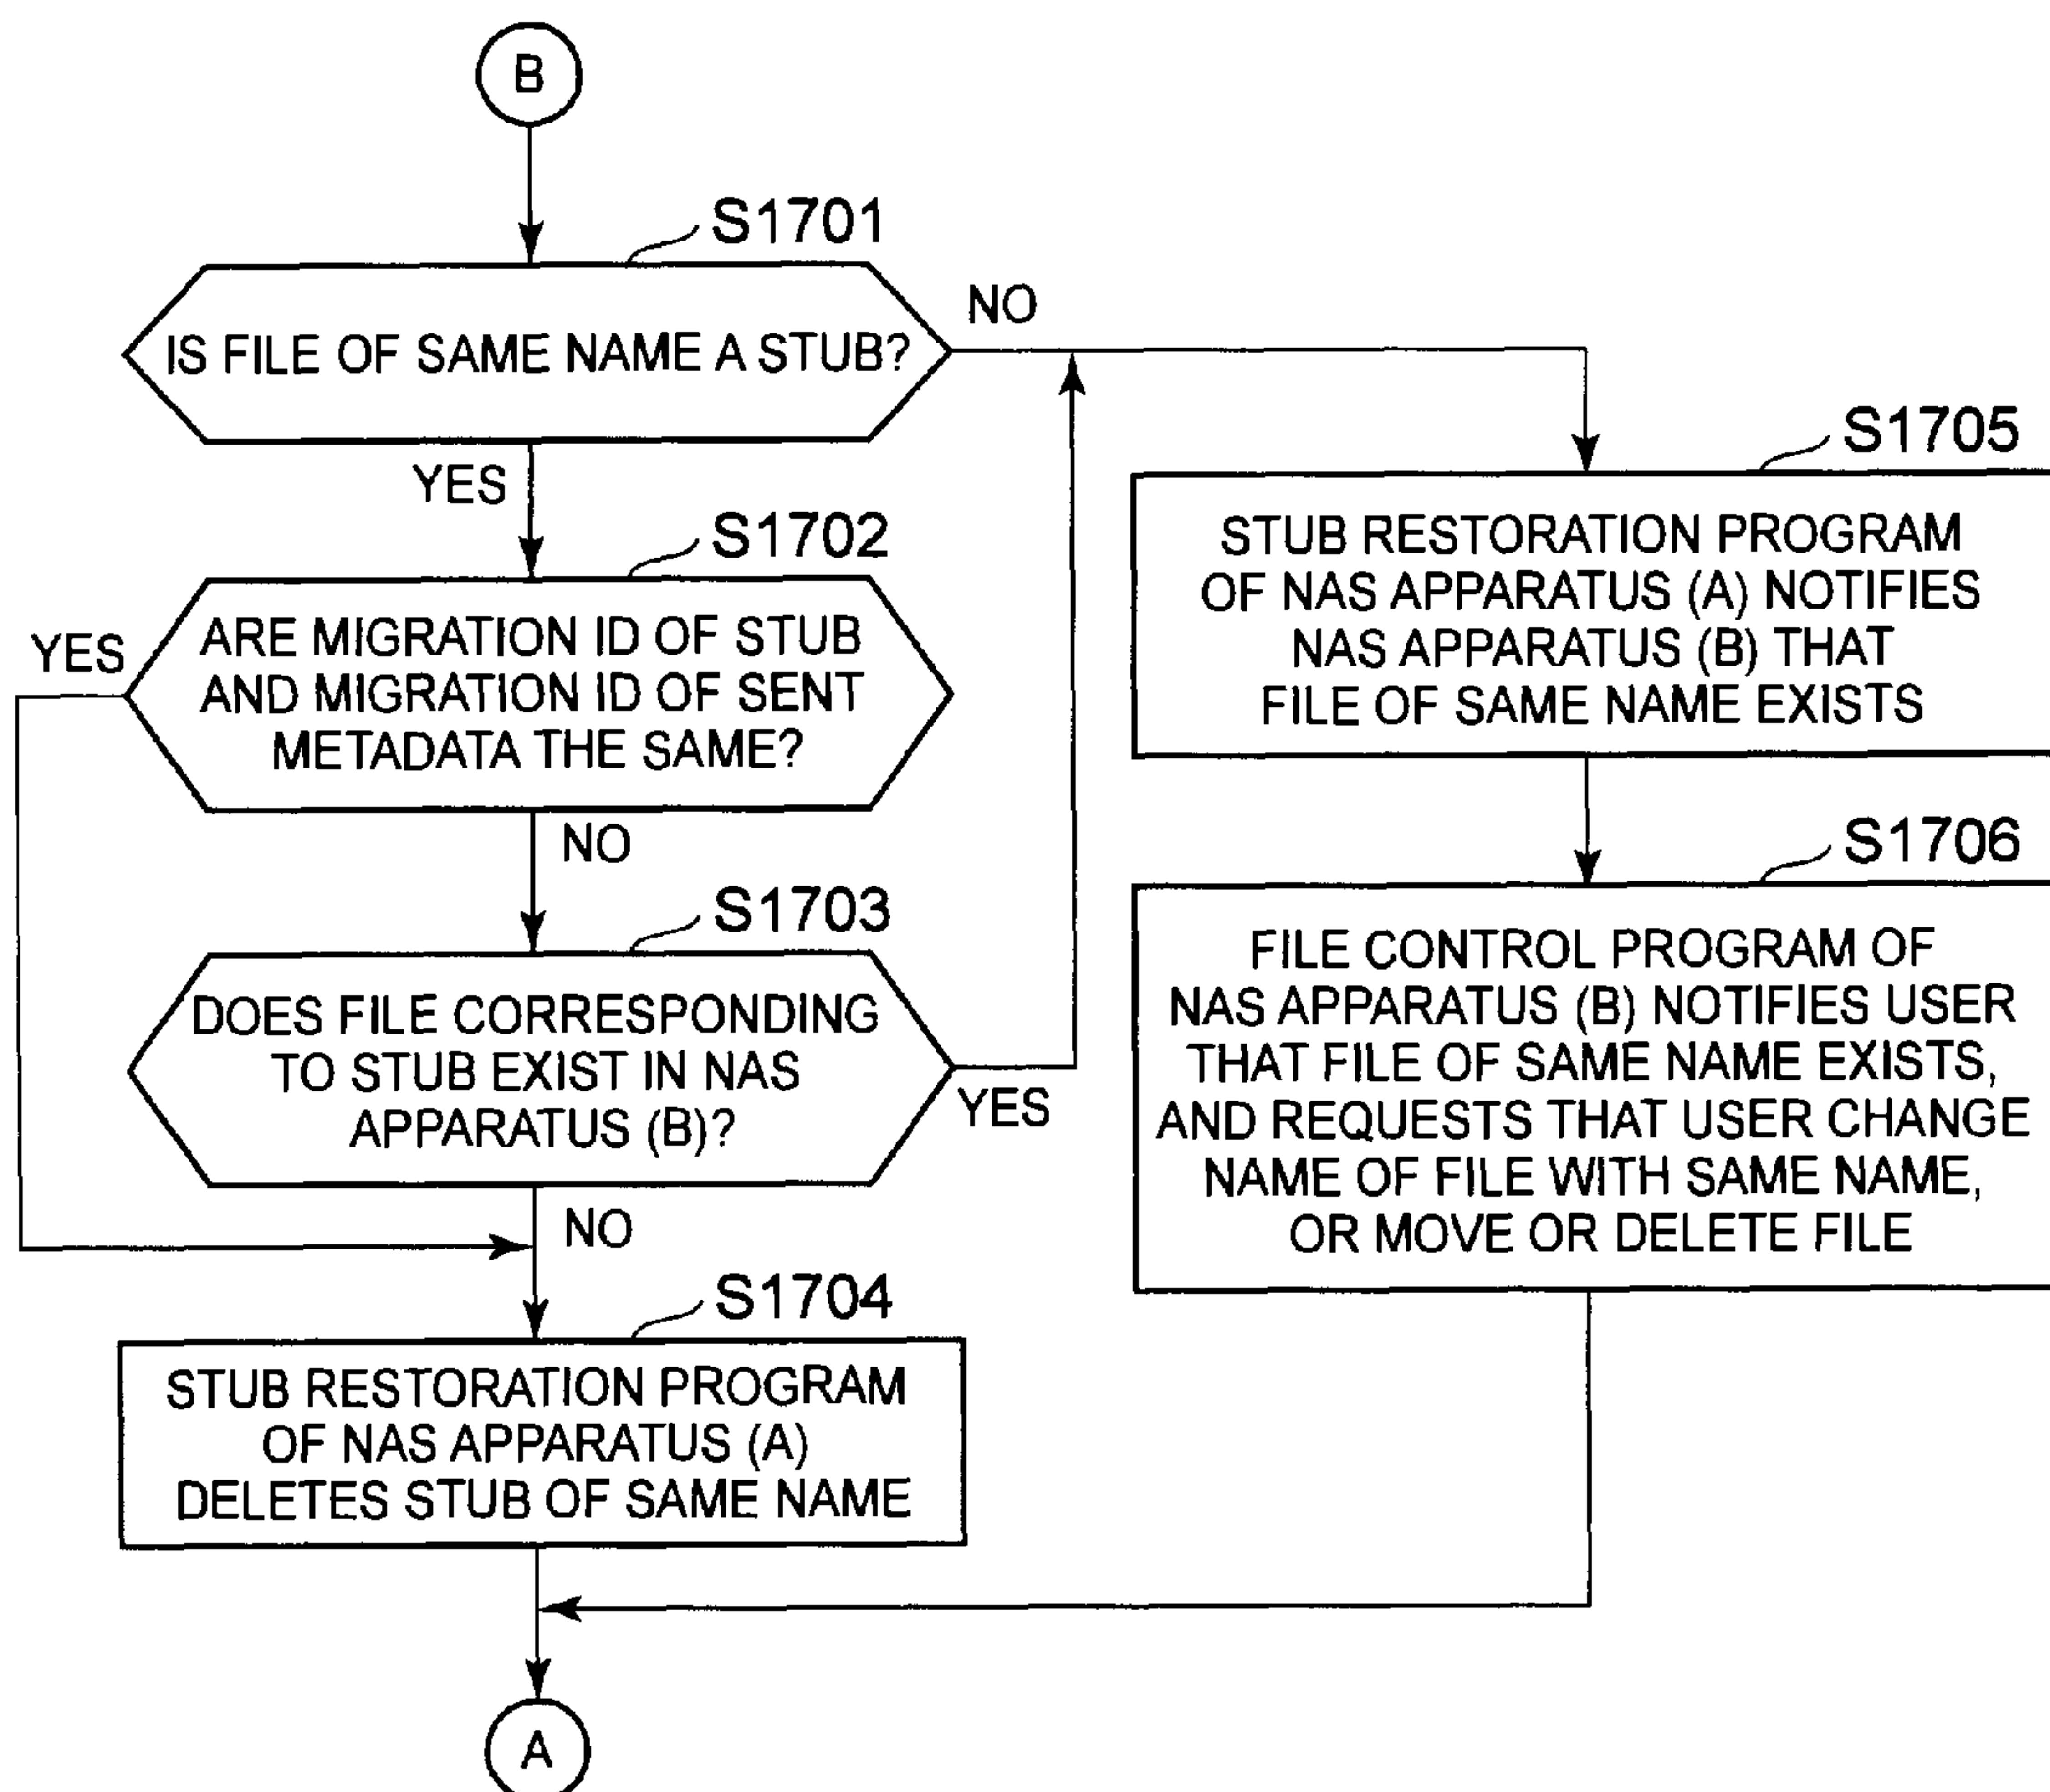 B
S1701
IS FILE OF SAME NAME A STUB?
NO
YES
S1702
ARE MIGRATION ID OF STUB
AND MIGRATION ID OF SENT
METADATA THE SAME?
YES
NO
S1703
DOES FILE CORRESPONDING
TO STUB EXIST IN NAS
APPARATUS (B)?
YES
NO
S1704
STUB RESTORATION PROGRAM
OF NAS APPARATUS (A)
DELETES STUB OF SAME NAME
S1705
STUB RESTORATION PROGRAM
OF NAS APPARATUS (A) NOTIFIES
NAS APPARATUS (B) THAT
FILE OF SAME NAME EXISTS
S1706
FILE CONTROL PROGRAM OF
NAS APPARATUS (B) NOTIFIES USER
THAT FILE OF SAME NAME EXISTS,
AND REQUESTS THAT USER CHANGE
NAME OF FILE WITH SAME NAME,
OR MOVE OR DELETE FILE
A